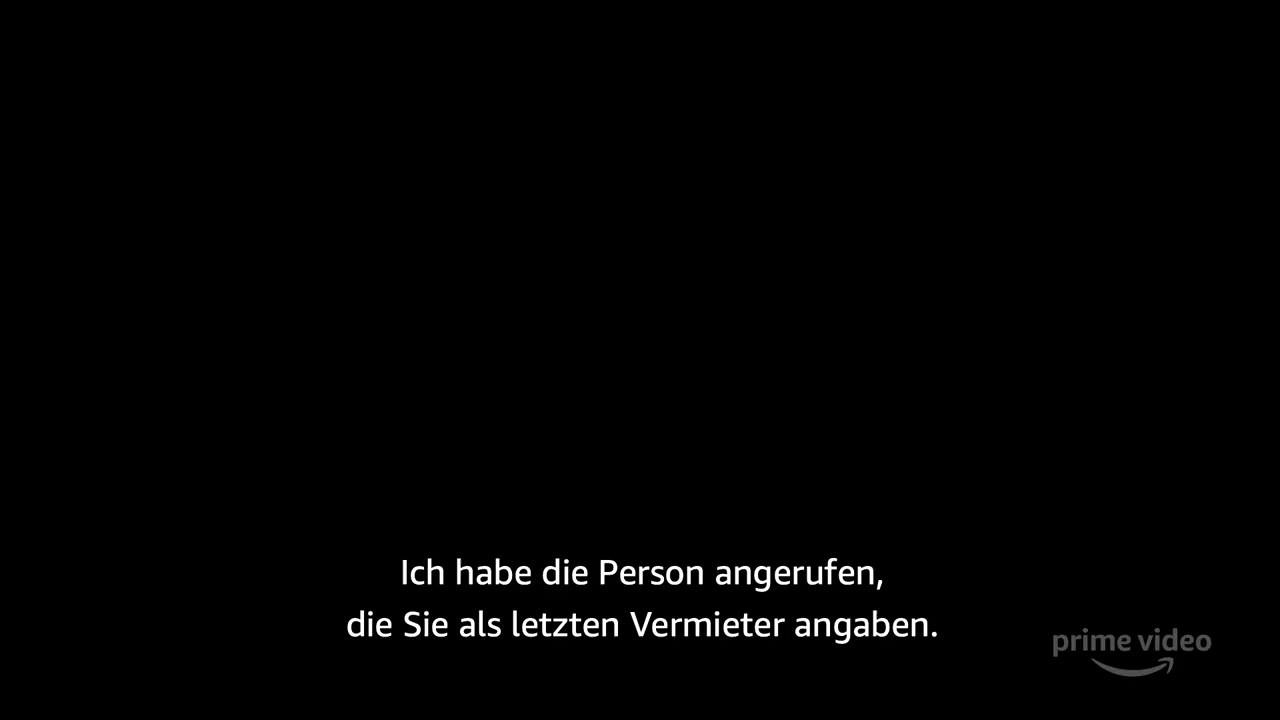 Ich habe die Person angerufen,
die Sie als letzten Vermieter angaben.
prime video